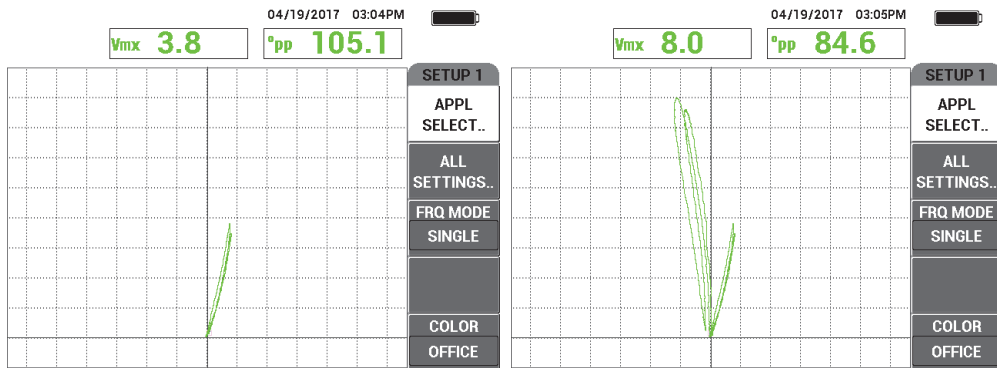 04/19/2017 03:04PM
Vmx 3.8
°pp 105.1
SETUP 1
APPL
SELECT..
ALL
SETTINGS..
FRQ MODE
SINGLE
COLOR
OFFICE
04/19/2017 03:05PM
Vmx 8.0
°pp 84.6
SETUP 1
APPL
SELECT..
ALL
SETTINGS..
FRQ MODE
SINGLE
COLOR
OFFICE